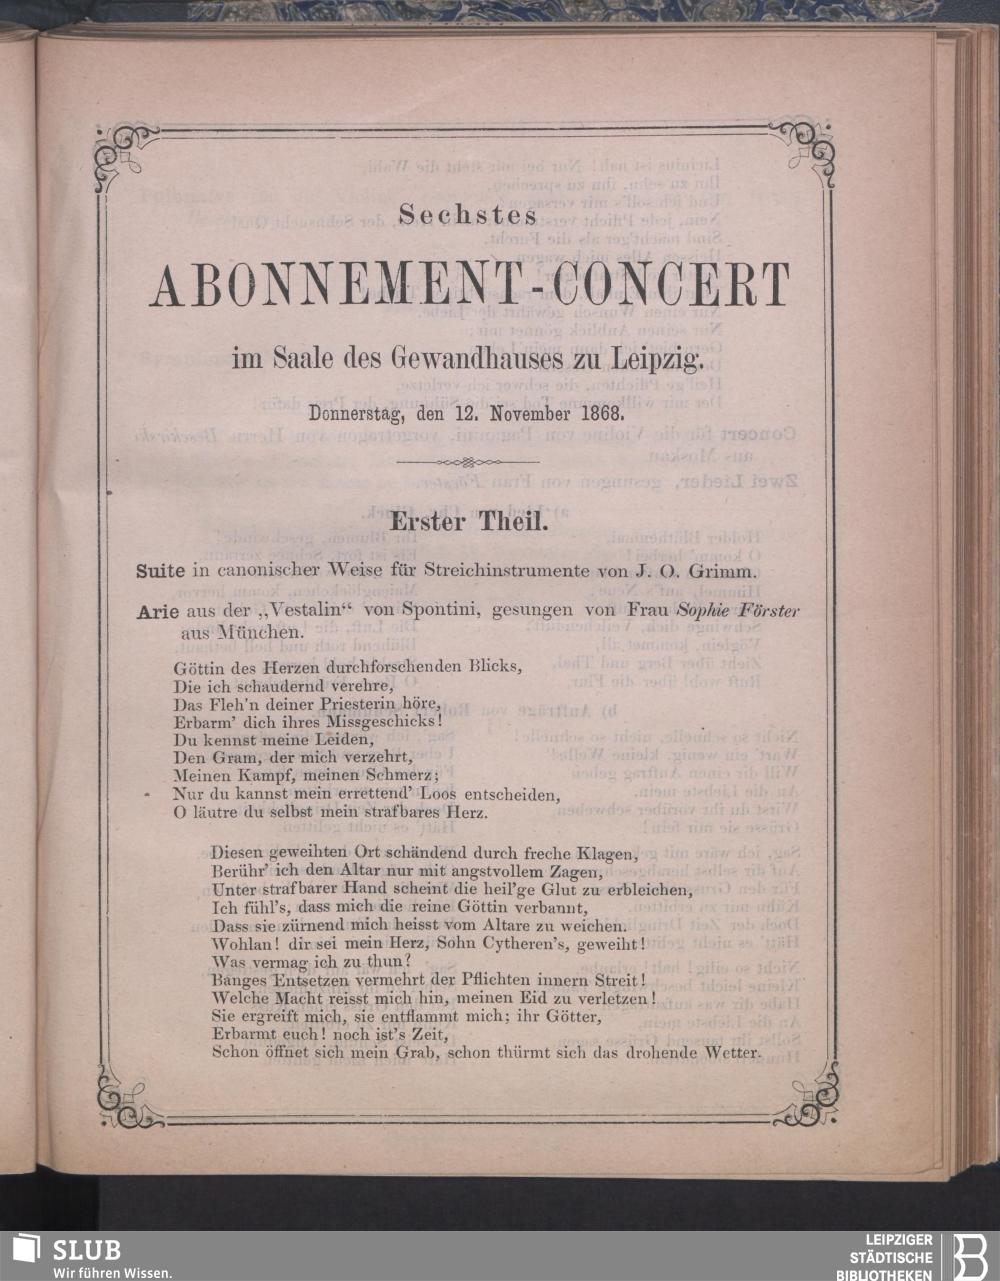 Sechstes
ABONNEMENT-CONCERT
im Saale des Gewandhauses zu Leipzig.
Donnerstag, den 12. November 1868.
Erster Theil.
Suite in canonischer Weise für Streichinstrumente von J. O. Grimm.
Arie aus der „Vestalin“ von Spontini, gesungen von Frau Sophie Förster
aus München.
Göttin des Herzen durchforschenden Blicks,
Die ich schaudernd verehre,
Das Fleh'n deiner Priesterin höre,
Erbarm' dich ihres Missgeschicks!
Du kennst meine Leiden,
Den Gram, der mich verzehrt,
Meinen Kampf, meinen Schmerz;
Nur du kannst mein errettend' Loos entscheiden,
O läutre du selbst mein strafbares Herz.
Diesen geweihten Ort schändend durch freche Klagen,
Berühr' ich den Altar nur mit angstvollem Zagen,
Unter strafbarer Hand scheint die heil'ge Glut zu erbleichen,
Ich fühl's, dass mich die reine Göttin verbannt,
Dass sie zürnend mich heisst vom Altare zu weichen.
Wohlan! dir sei mein Herz, Sohn Cytheren's, geweiht!
Was vermag ich zu thun?
Banges Entsetzen vermehrt der Pflichten innern Streit!
Welche Macht reisst mich hin, meinen Eid zu verletzen!
Sie ergreift mich, sie entflammt mich; ihr Götter,
Erbarmt euch! noch ist's Zeit,
Schon öffnet sich mein Grab, schon thürmt sich das drohende Wetter.
SLUB
Wir führen Wissen.
LEIPZIGER
STÄDTISCHE
BIBLIOTHEKEN